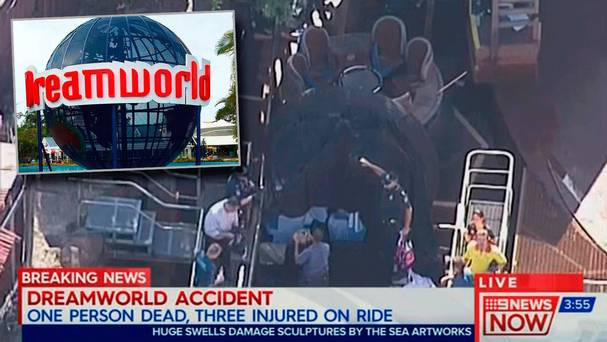 Dreamworld
BREAKING NEWS
DREAMWORLD ACCIDENT
ONE PERSON DEAD, THREE INJURED ON RIDE
HUGE SWELLS DAMAGE SCULPTURES BY THE SEA ARTWORKS
LIVE
9NEWS
NOW
3:55